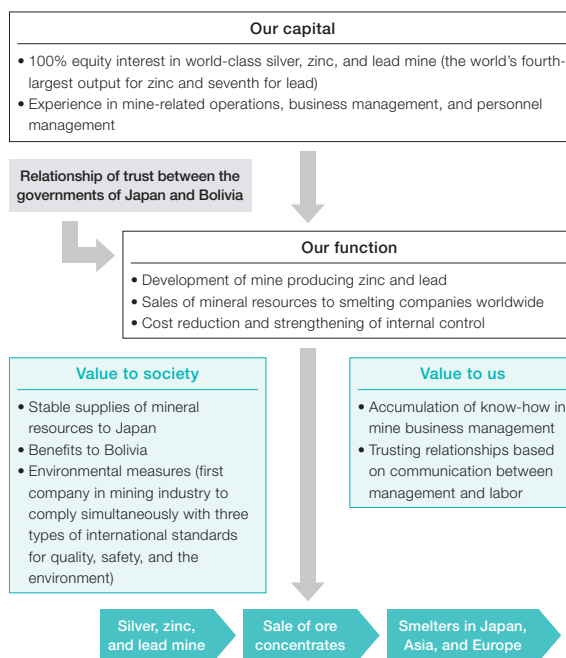 Our capital
• 100% equity interest in world-class silver, zinc, and lead mine (the world's fourth-
largest output for zinc and seventh for lead)
• Experience in mine-related operations, business management, and personnel
management
Relationship of trust between the
governments of Japan and Bolivia
Our function
• Development of mine producing zinc and lead
• Sales of mineral resources to smelting companies worldwide
• Cost reduction and strengthening of internal control
Value to society
• Stable supplies of mineral
resources to Japan
• Benefits to Bolivia
• Environmental measures (first
company in mining industry to
comply simultaneously with three
types of international standards
for quality, safety, and the
environment)
Value to us
• Accumulation of know-how in
mine business management
• Trusting relationships based
on communication between
management and labor
Silver, zinc,
and lead mine
Sale of ore
concentrates
Smelters in Japan,
Asia, and Europe